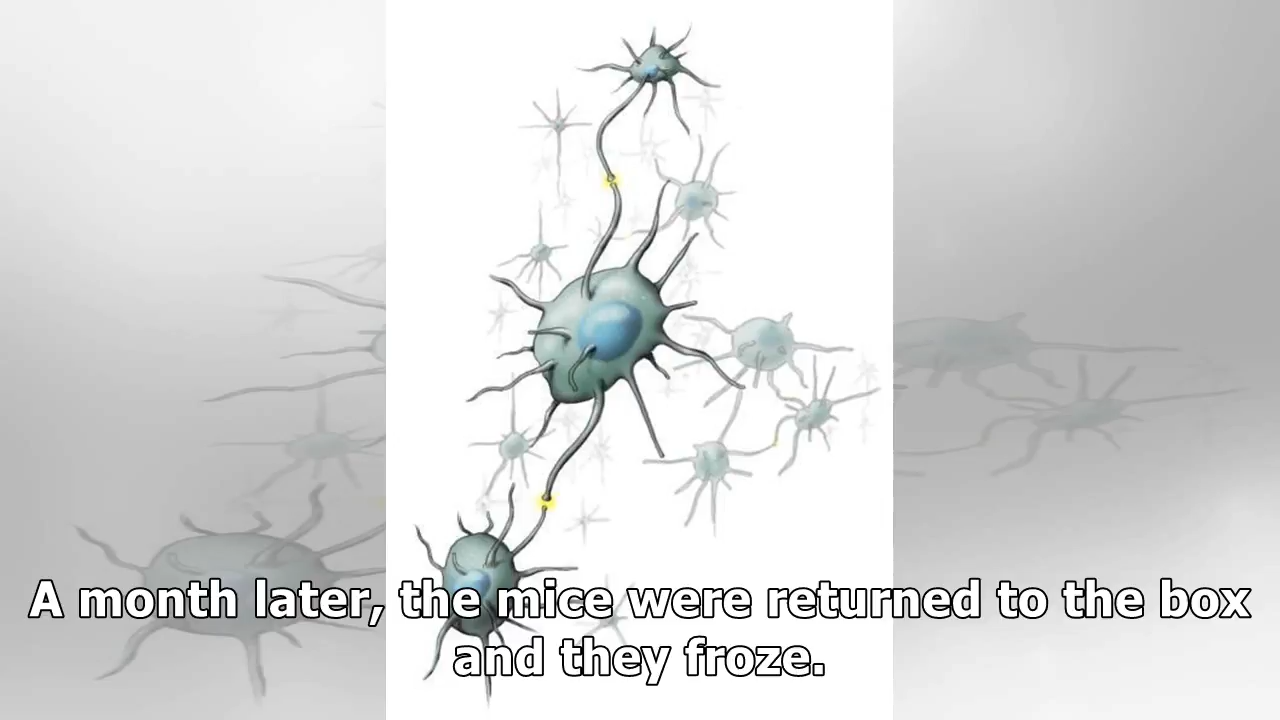 A month later, the mice were returned to the box
and they froze.